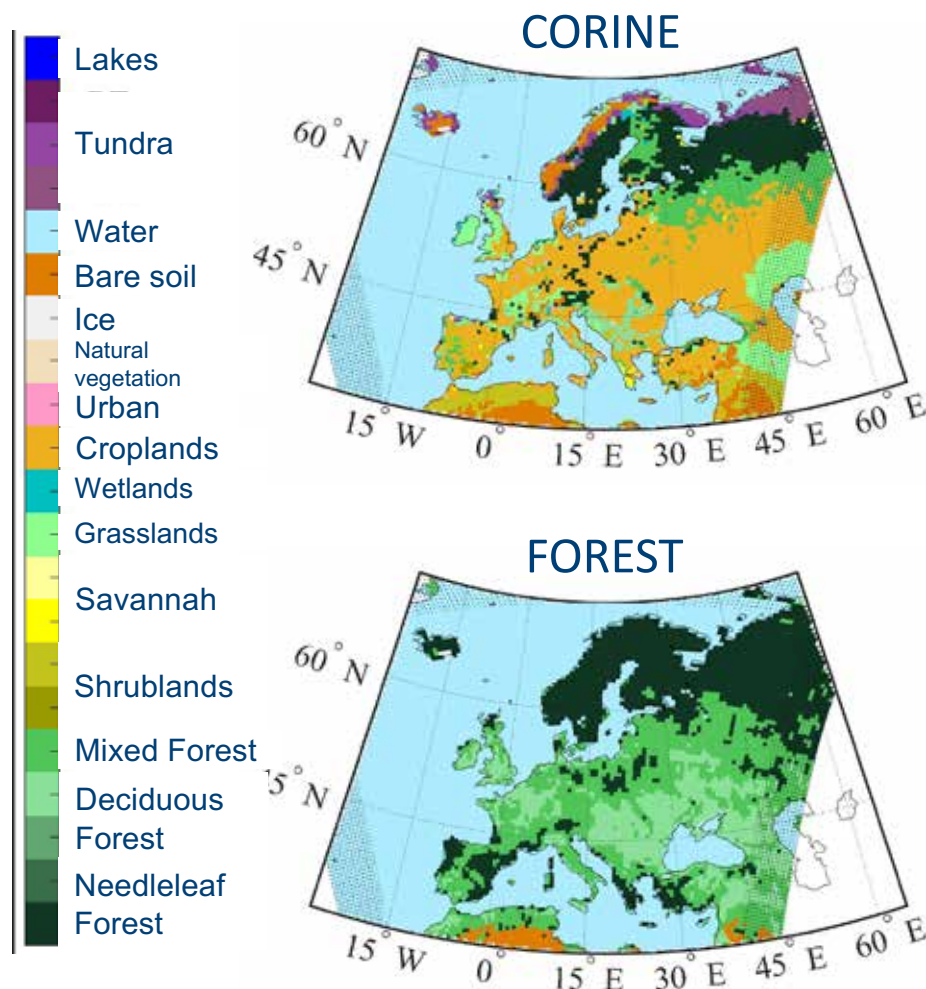 CORINE
Lakes
Tundra
Water
Bare soil
Ice
Natural
vegetation
Urban
Croplands
Wetlands
Grasslands
Savannah
Shrublands
Mixed Forest
Deciduous
Forest
Needleleaf
Forest
60°N
45°N
15°W
0°
15°E
30°E
45°E
60°E
FOREST
60°N
5°N
15°W
0°
15°E
30°E
45°E
60°E